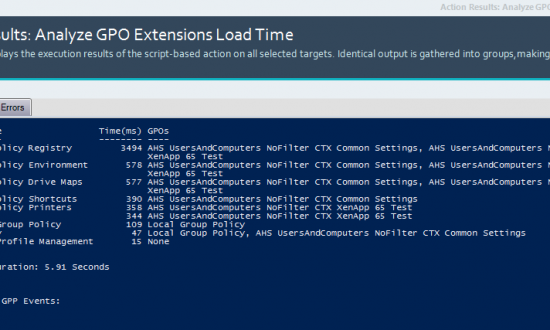 Action Results: Analyze GPO
sults: Analyze GPO Extensions Load Time
plays the execution results of the script-based action on all selected targets. Identical output is gathered into groups,making
Errors
e Time(ms) GPOs
- -------- ----
olicy Registry 3494 AHS UsersAndComputers NoFilter CTX Common Settings, AHS UsersAndComputers N
XenApp 65 Test
olicy Environment 578 AHS UsersAndComputers NoFilter CTX Common Settings, AHS UsersAndComputers N
XenApp 65 Test
olicy Drive Maps 577 AHS UsersAndComputers NoFilter CTX Common Settings, AHS UsersAndComputers N
XenApp 65 Test
olicy Shortcuts 390 AHS UsersAndComputers NoFilter CTX Common Settings
olicy Printers 358 AHS UsersAndComputers NoFilter CTX XenApp 65 Test
344 AHS UsersAndComputers NoFilter CTX XenApp 65 Test
Group Policy 109 Local Group Policy
y 47 Local Group Policy, AHS UsersAndComputers NoFilter CTX Common Settings
Profile Management 15 None
uration: 5.91 Seconds
GPP Events: